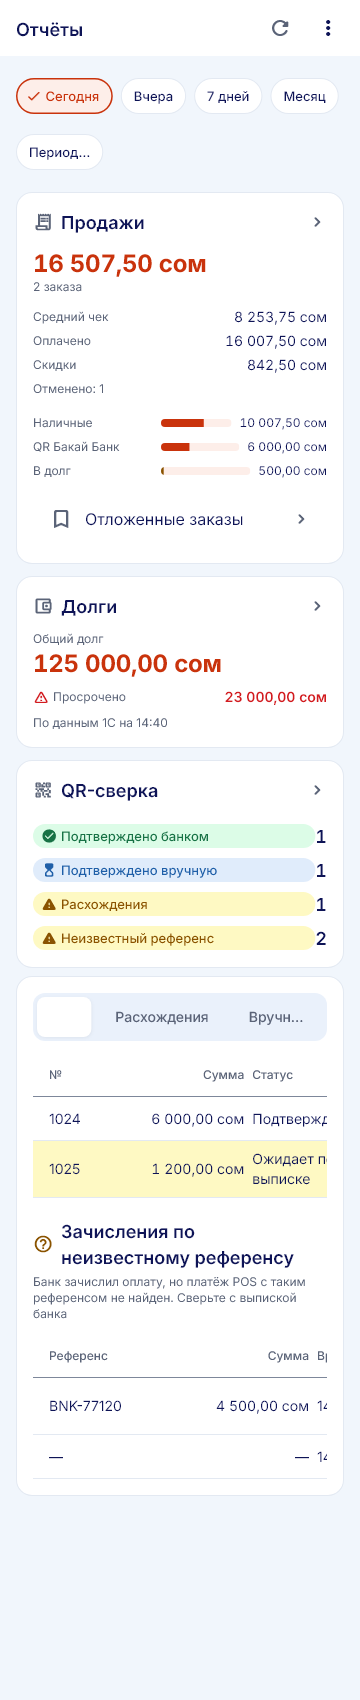 Отчёты
Сегодня
Вчера
7 дней
Месяц
Период...
Продажи
16 507,50 сом
2 заказа
Средний чек 8 253,75 сом
Оплачено 16 007,50 сом
Скидки 842,50 сом
Отменено: 1
Наличные 10 007,50 сом
QR Бакай Банк 6 000,00 сом
В долг 500,00 сом
Отложенные заказы
Долги
Общий долг
125 000,00 сом
Просрочено 23 000,00 сом
По данным 1С на 14:40
QR-сверка
Подтверждено банком 1
Подтверждено вручную 1
Расхождения 1
Неизвестный референс 2
Расхождения Вручн...
№ Сумма Статус
1024 6 000,00 сом Подтвержд
1025 1 200,00 сом Ожидает п
выписке
Зачисления по
неизвестному референсу
Банк зачислил оплату, но платёж POS с таким
референсом не найден. Сверьте с выпиской
банка
Референс Сумма В
BNK-77120 4 500,00 сом 14
— — 14